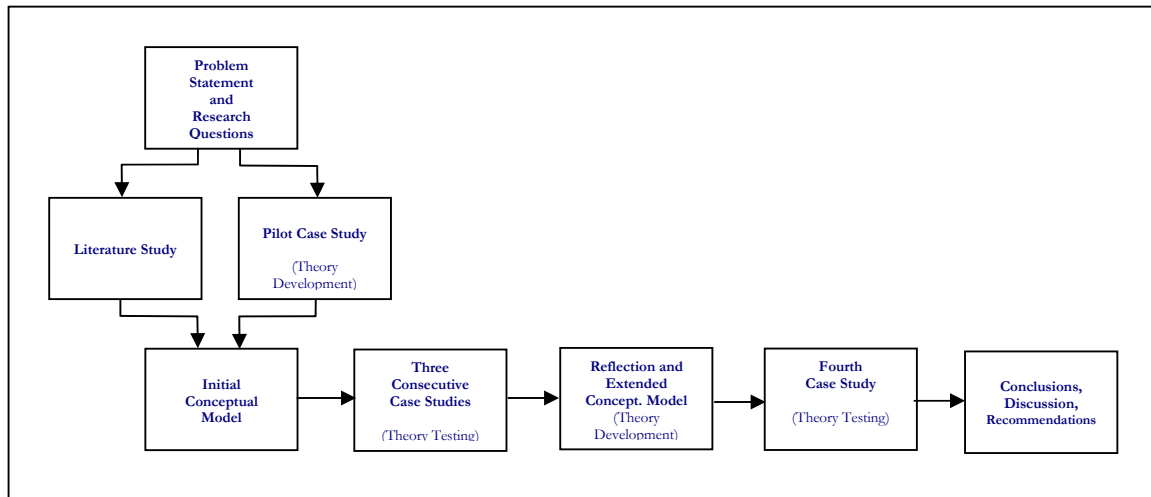 Problem
Statement
and
Research
Questions
Literature Study
Pilot Case Study
(Theory
Development)
Initial
Conceptual
Model
Three
Consecutive
Case Studies
(Theory Testing)
Reflection and
Extended
Concept. Model
(Theory
Development)
Fourth
Case Study
(Theory Testing)
Conclusions,
Discussion,
Recommendations